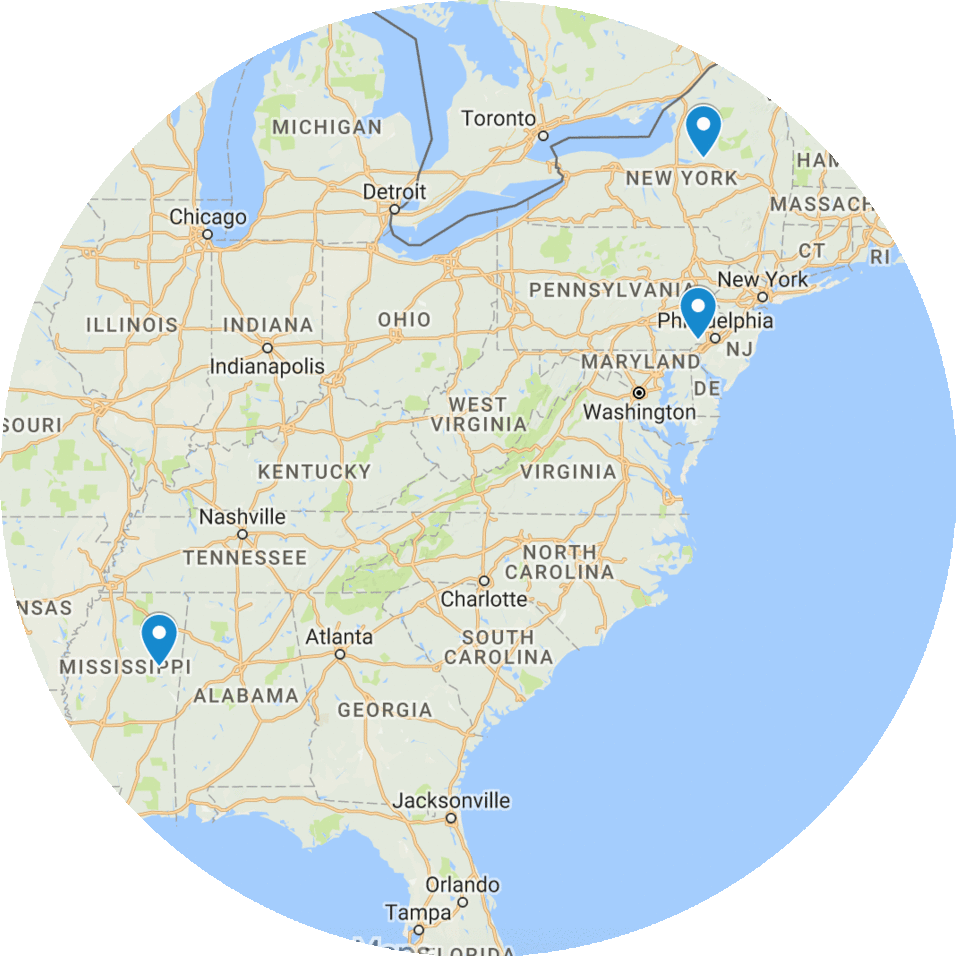 Toronto
MICHIGAN
HAM
NEW YORK
Detroit
MASSACH
Chicago
CT
RI
New York
PENNSYLVANIA
ILLINOIS
INDIANA
OHIO
Philadelphia
NJ
Indianapolis
MARYLAND
DE
WEST
VIRGINIA
Washington
SOURI
KENTUCKY
VIRGINIA
Nashville
TENNESSEE
NORTH
CAROLINA
NSAS
Charlotte
Atlanta
SOUTH
CAROLINA
MISSISSIPPI
ALABAMA
GEORGIA
Jacksonville
Orlando
Tampa
Maps
FLORIDA